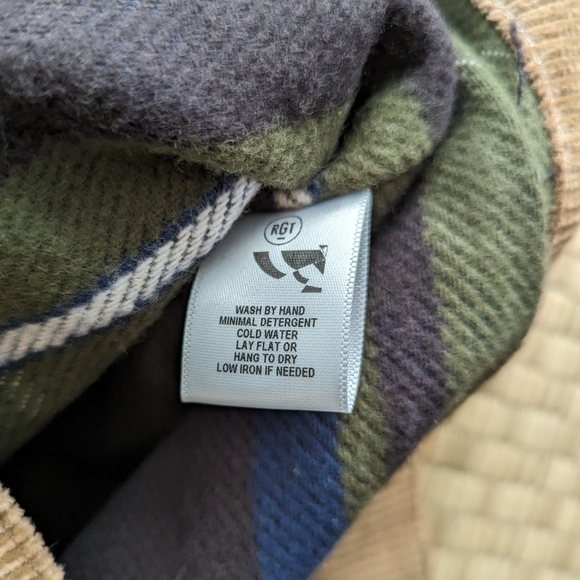 RGT
WASH BY HAND
MINIMAL DETERGENT
COLD WATER
LAY FLAT OR
HANG TO DRY
LOW IRON IF NEEDED